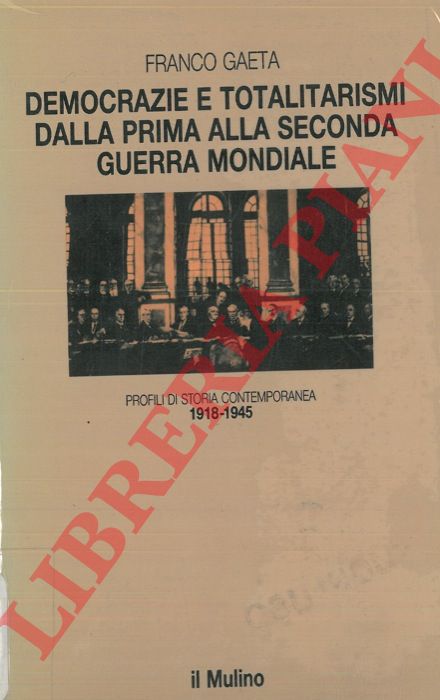 FRANCO GAETA
DEMOCRAZIE E TOTALITARISMI
DALLA PRIMA ALLA SECONDA
GUERRA MONDIALE
PROFILI DI STORIA CONTEMPORANEA
1918-1945
il Mulino
LIBRERIA PIANI